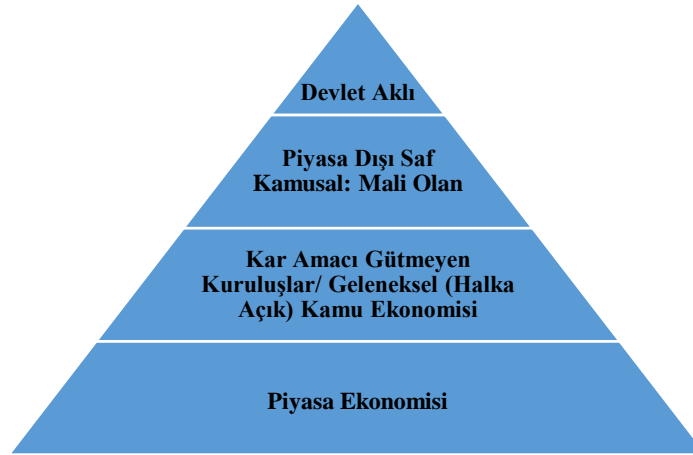 Devlet Aklı
Piyasa Dışı Saf
Kamusal: Mali Olan
Kar Amacı Gütmeyen
Kuruluşlar/ Geleneksel (Halka
Açık) Kamu Ekonomisi
Piyasa Ekonomisi